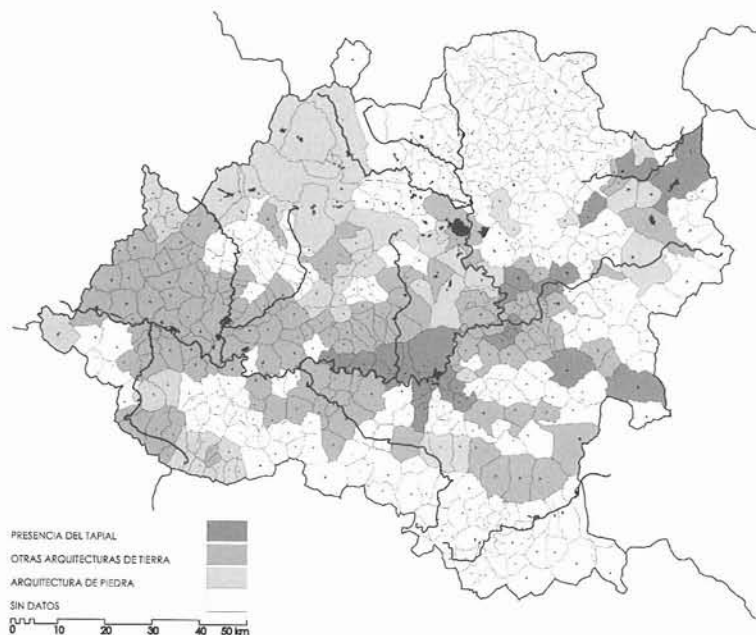 PRESENCIA DEL TAPIAL
OTRAS ARQUITECTURAS DE TIERRA
ARQUITECTURA DE PIEDRA
SIN DATOS
0 10 20 30 40 50 km